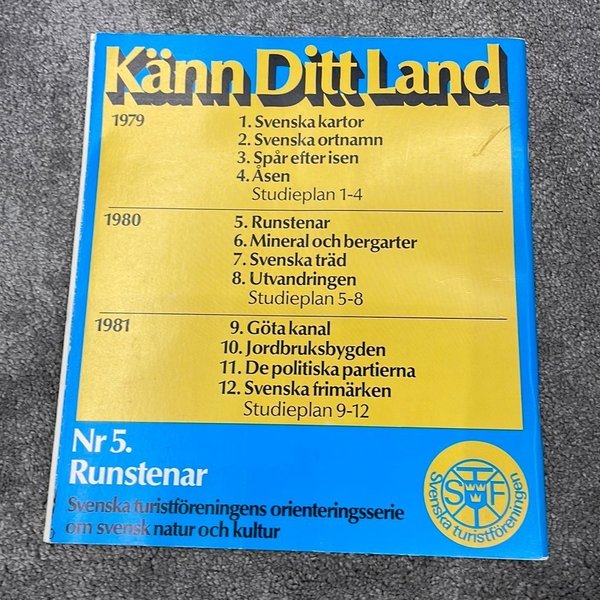 Känn Ditt Land
1979
1. Svenska kartor
2. Svenska ortnamn
3. Spår efter isen
4. Åsen
Studieplan 1-4
1980
5. Runstenar
6. Mineral och bergarter
7. Svenska träd
8. Utvandringen
Studieplan 5-8
1981
9. Göta kanal
10. Jordbruksbygden
11. De politiska partierna
12. Svenska frimärken
Studieplan 9-12
Nr 5.
Runstenar
Svenska turistföreningens orienteringsserie
om svensk natur och kultur
STF
Svenska turistföreningen